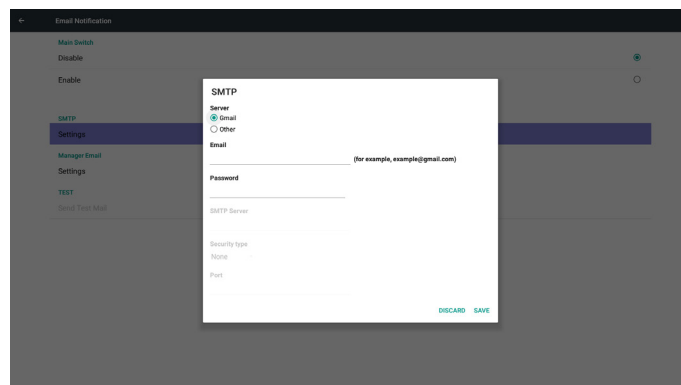 Email Notification
Main Switch
Disable
Enable
SMTP
Settings
Manager Email
Settings
TEST
Send Test Mail
SMTP
Server
Gmail
Other
Email
(for example, example@gmail.com)
Password
SMTP Server
Security type
None
Port
DISCARD SAVE